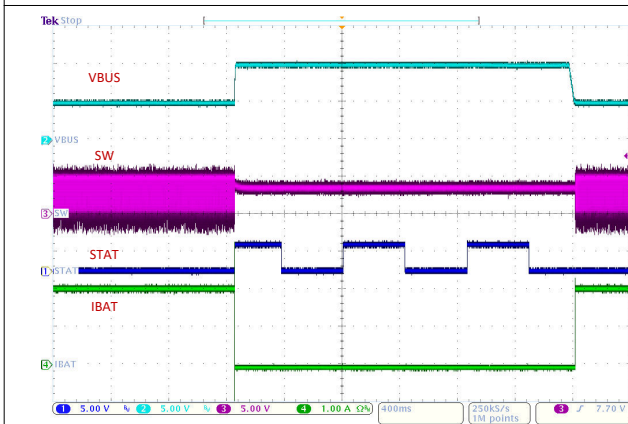 Tek Stop
VBUS
2 VBUS
SW
3 SW
STAT
1 STAT
IBAT
4 IBAT
1 5.00 V 2 5.00 V 3 5.00 V 4 1.00 A Ω 400ms 250kS/s 3 7.70 V
1M points